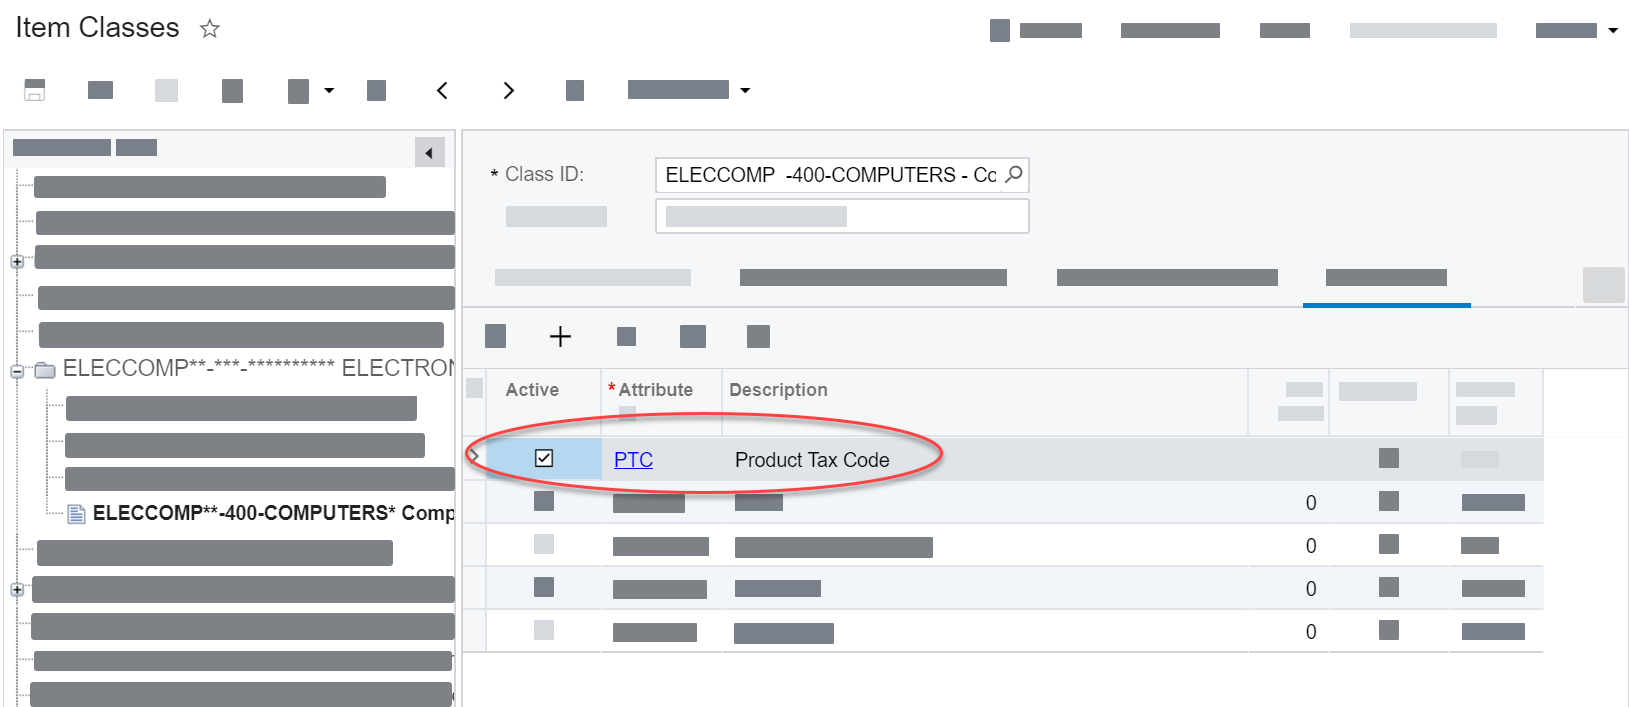 Item Classes
* Class ID:
ELECCOMP -400-COMPUTERS - Co
ELECCOMP**-***-********** ELECTRON
ELECCOMP**-400-COMPUTERS* Comp
Active
* Attribute
Description
PTC
Product Tax Code
0
0
0
0